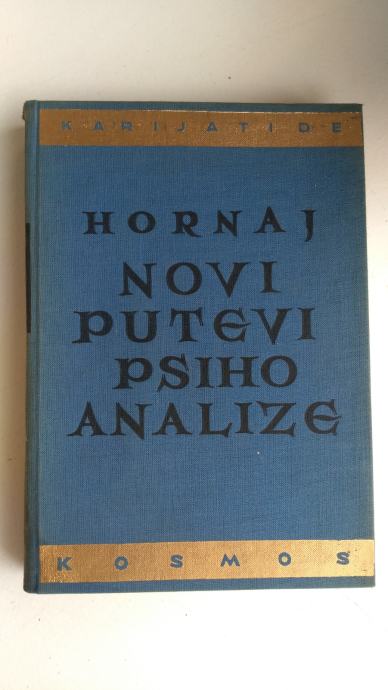 KARIJATIDE
HORNAJ
NOVI
PUTEVI
PSIHO
ANALIZE
KOSMOS